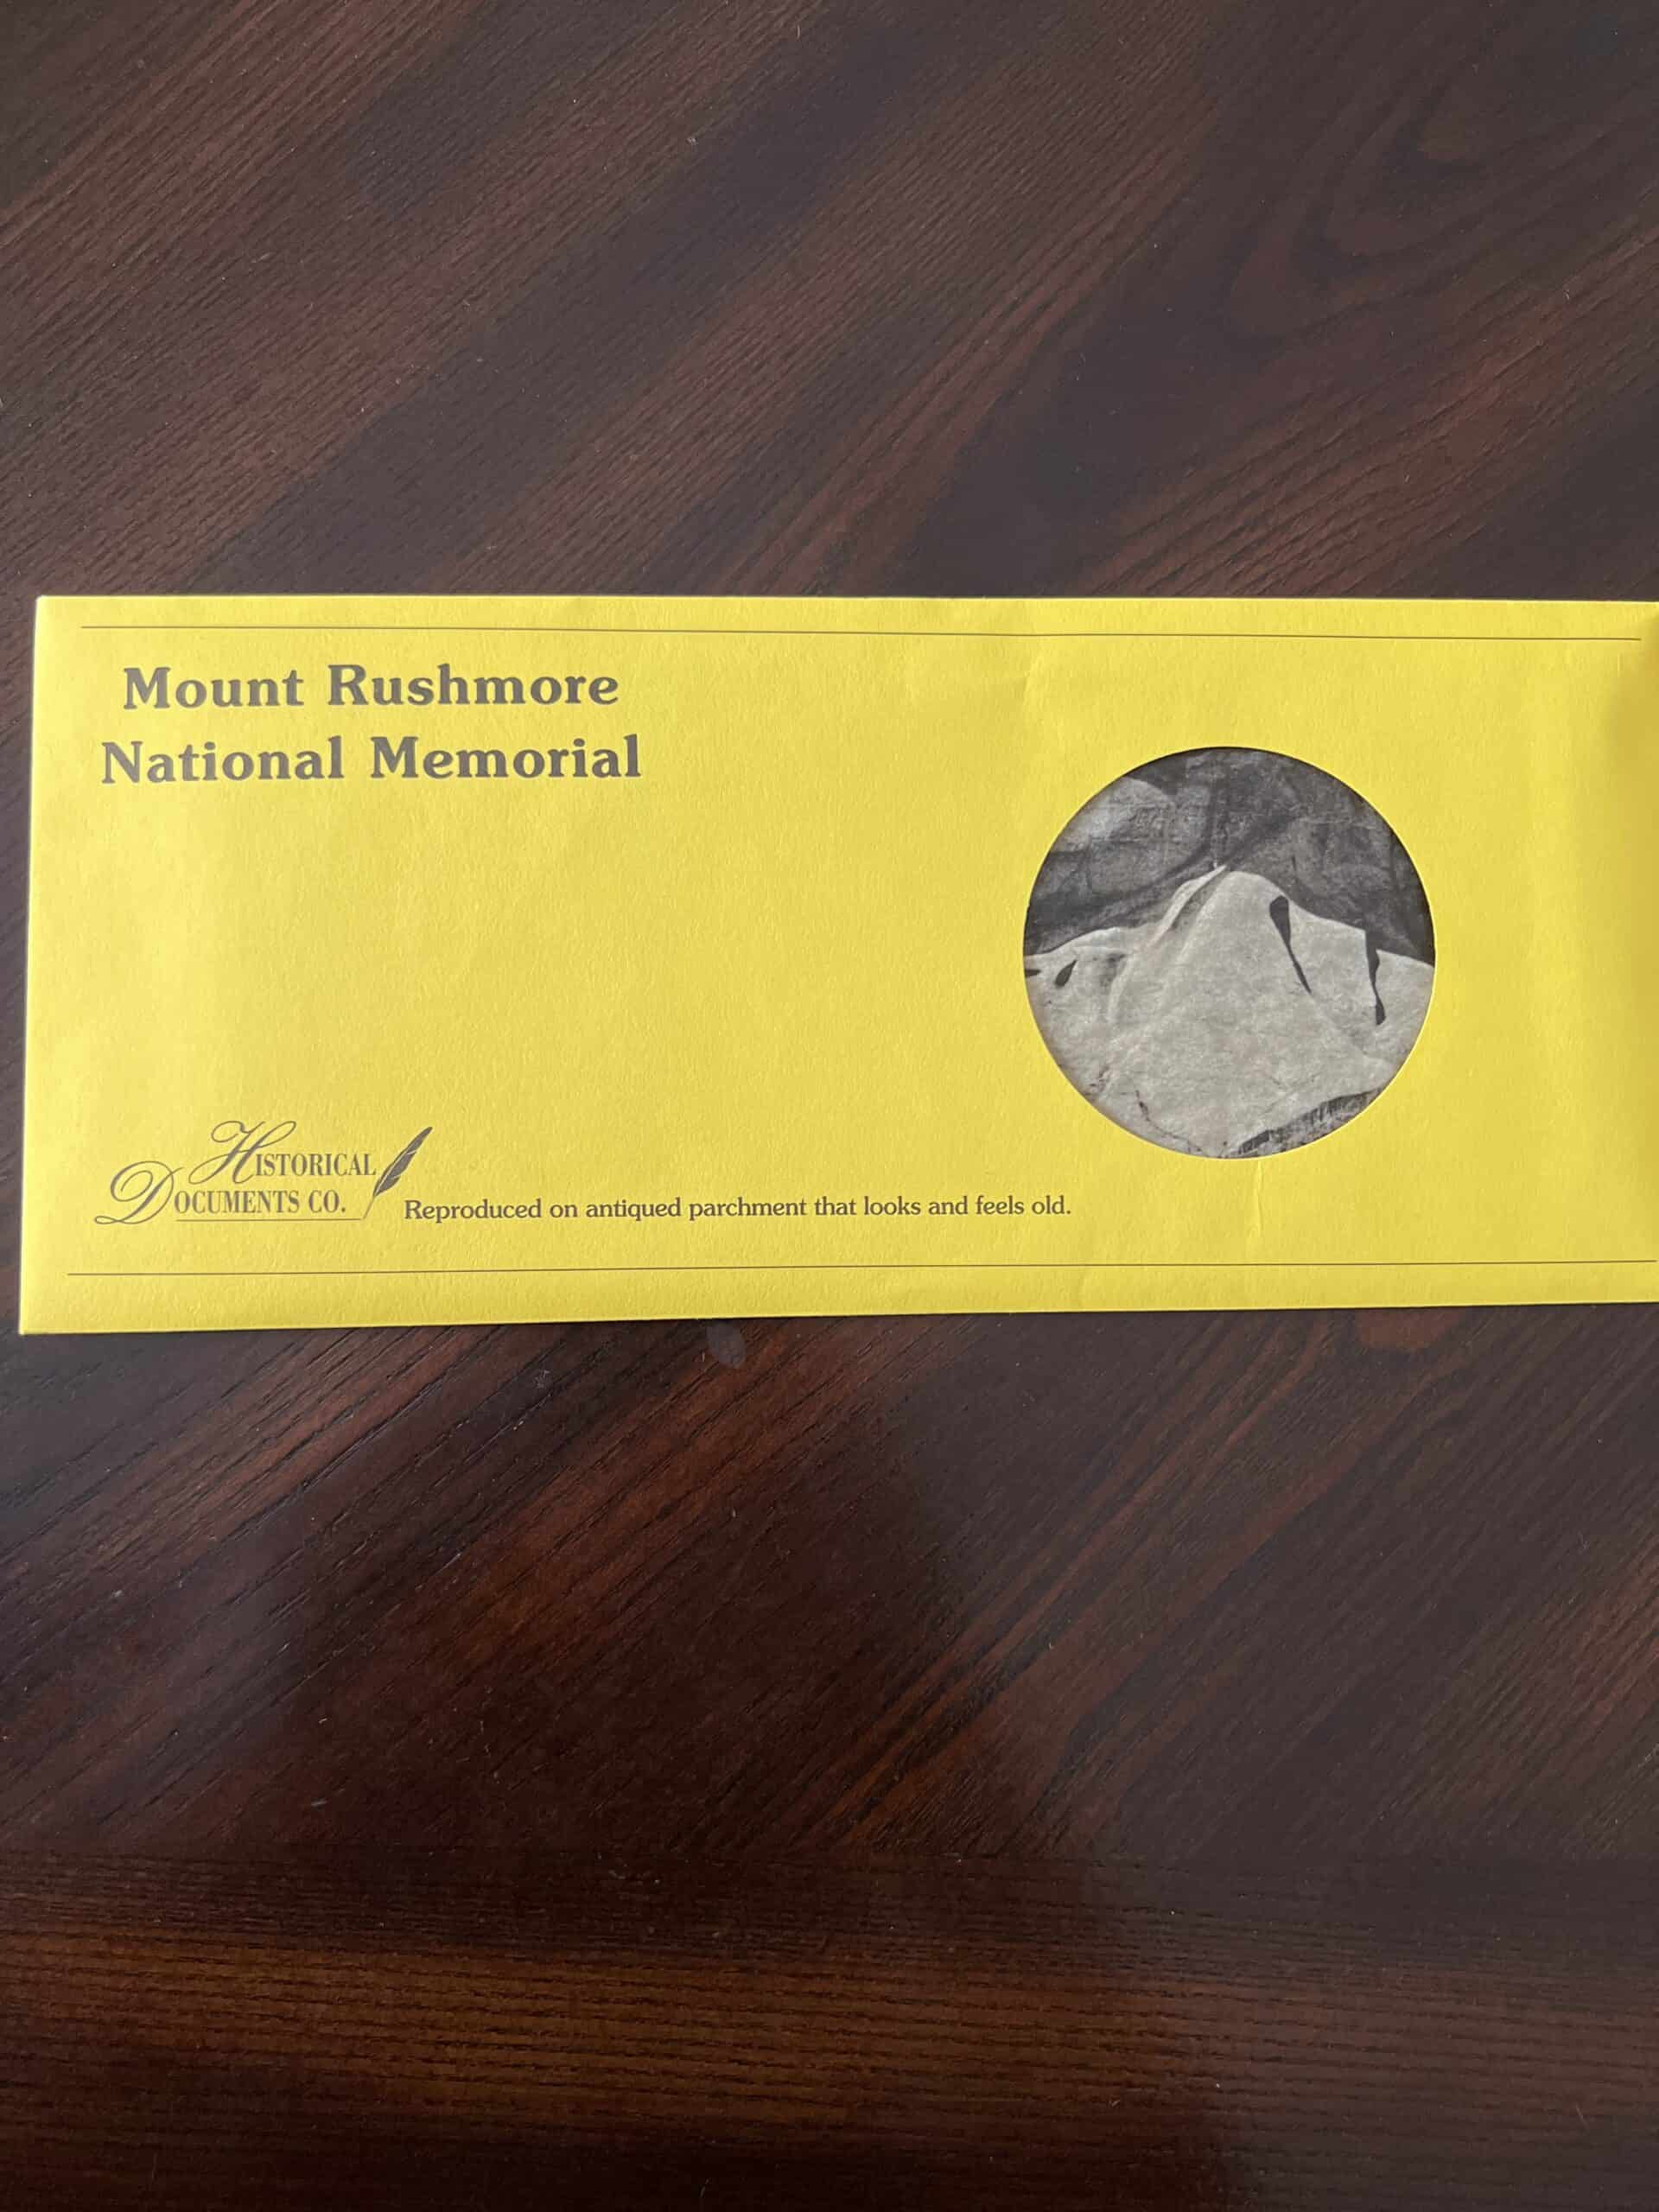 Mount Rushmore
National Memorial
HISTORICAL
DOCUMENTS CO.
Reproduced on antiqued parchment that looks and feels old.